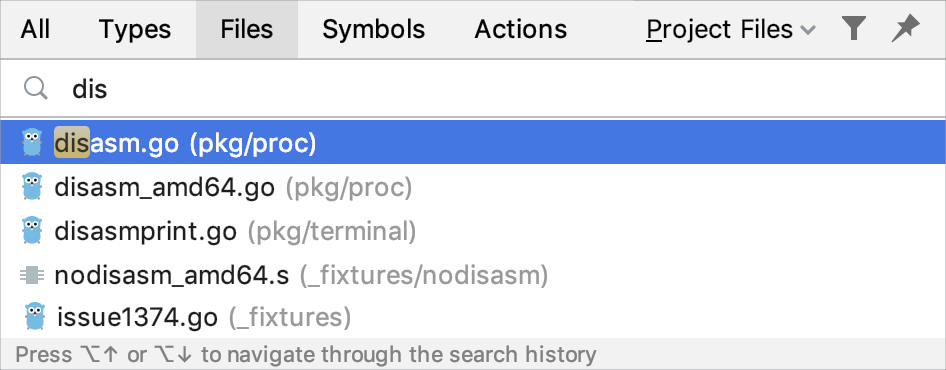 All Types Files Symbols Actions Project Files
dis
disasm.go (pkg/proc)
disasm_amd64.go (pkg/proc)
disasmprint.go (pkg/terminal)
nodisasm_amd64.s (_fixtures/nodisasm)
issue1374.go (_fixtures)
Press ⌥↑ or ⌥↓ to navigate through the search history